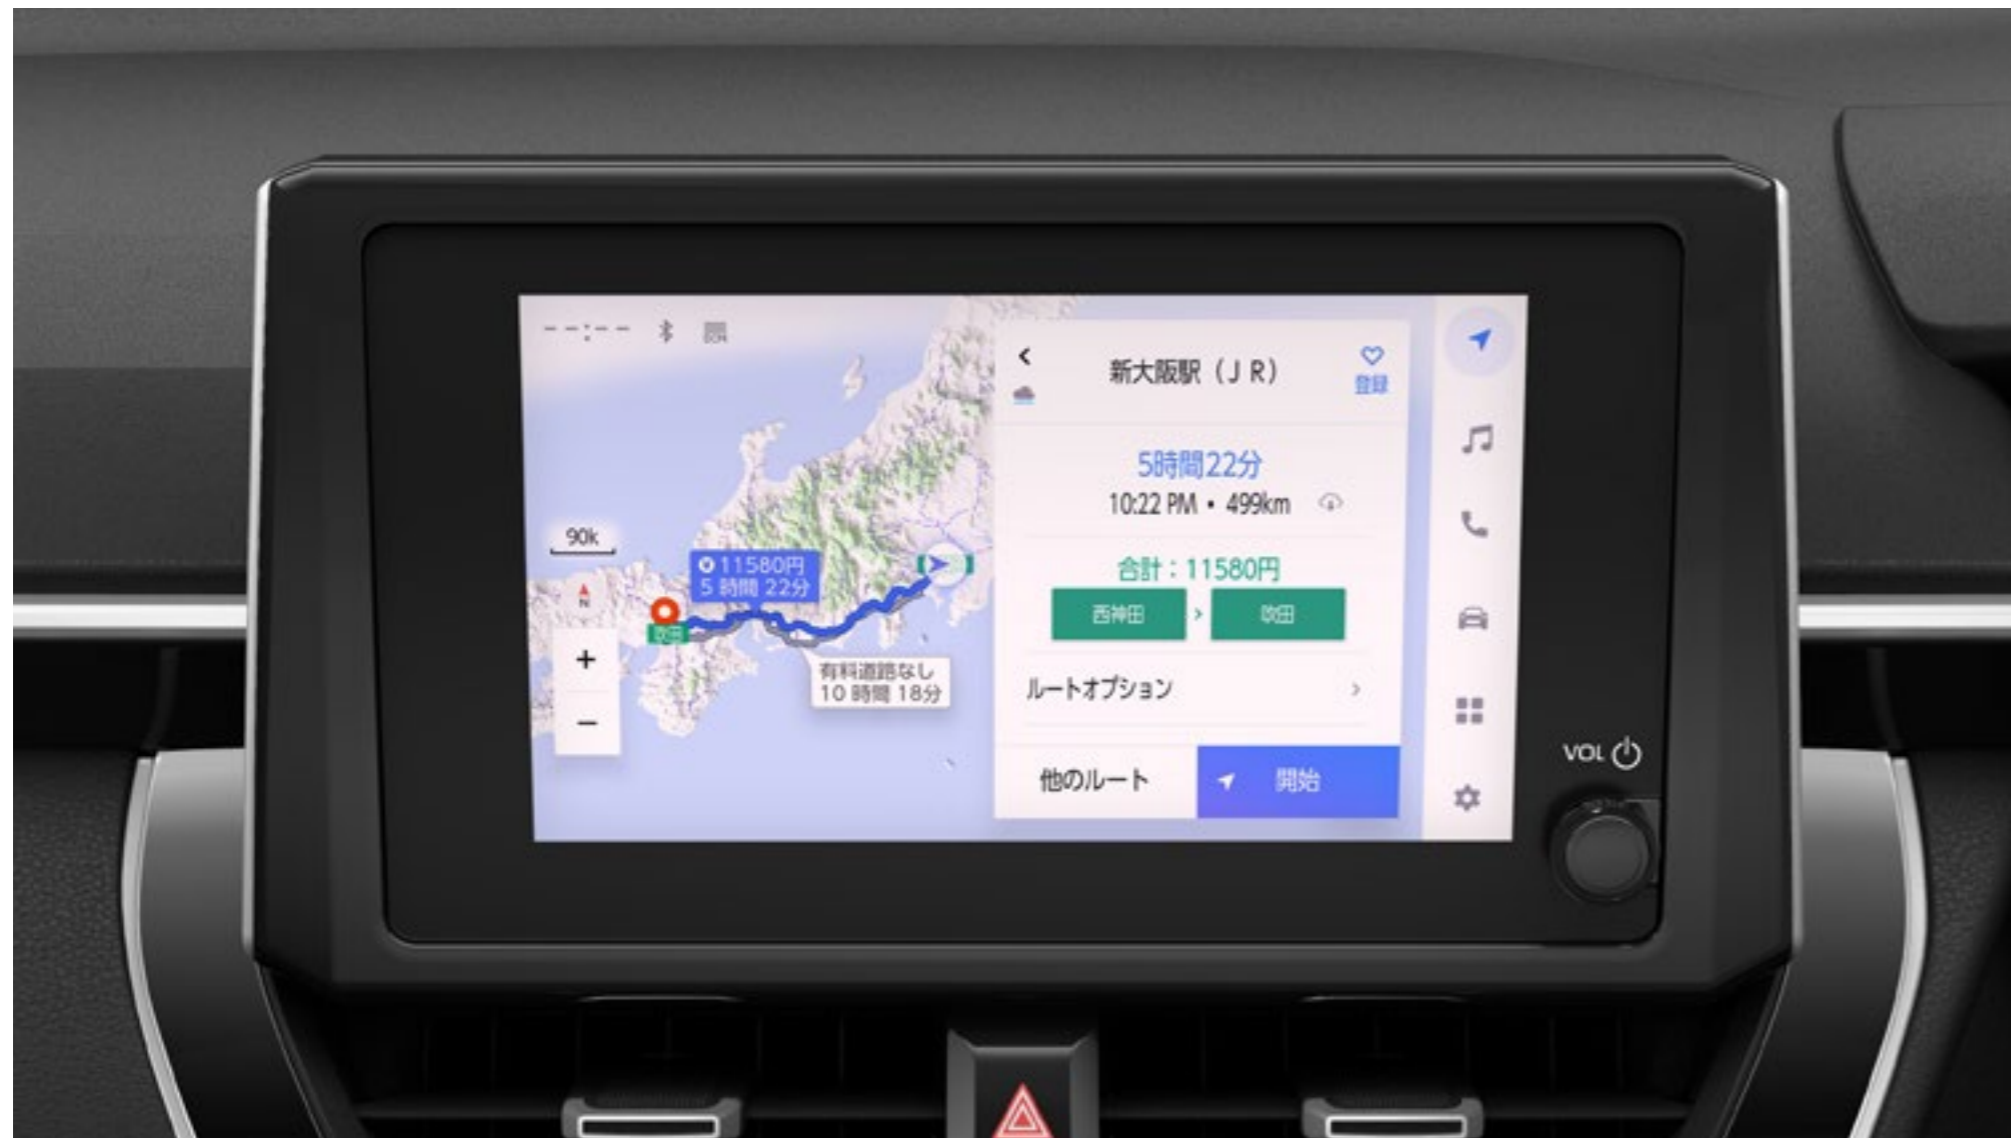 --:--
90k
N
+
−
11580円
5 時間 22分
吹田
有料道路なし
10 時間 18分
新大阪駅（ＪＲ）
登録
5時間22分
10:22 PM • 499km
合計：11580円
西神田 › 吹田
ルートオプション
他のルート
開始
VOL